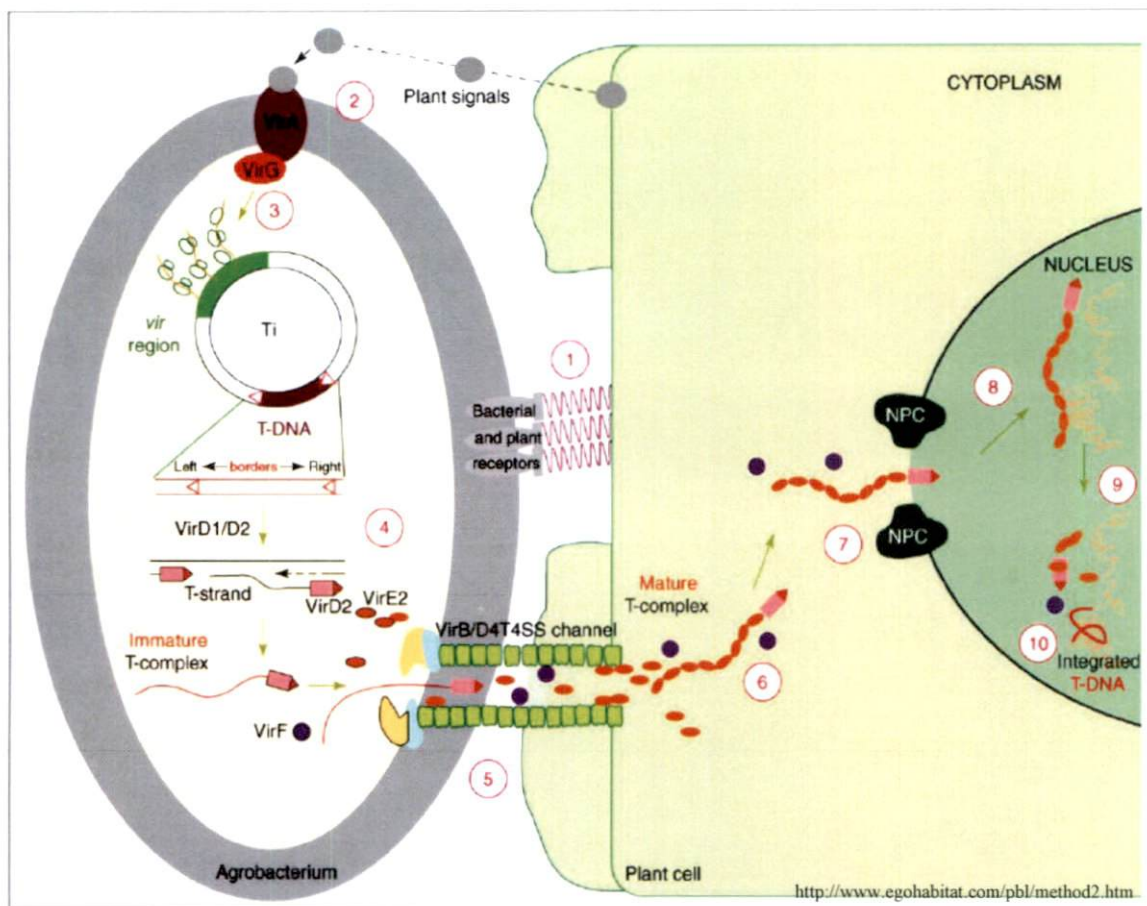 CYTOPLASM
Plant signals
2
VirA
VirG
3
NUCLEUS
vir
region
Ti
1
8
Bacterial
and plant
receptors
NPC
T-DNA
Left borders Right
9
VirD1/D2
4
7
NPC
T-strand
VirD2
VirE2
Mature
T-complex
VirB/D4T4SS channel
Immature
T-complex
10
Integrated
T-DNA
6
VirF
5
Agrobacterium
Plant cell
http://www.egohabitat.com/pbl/method2.htm